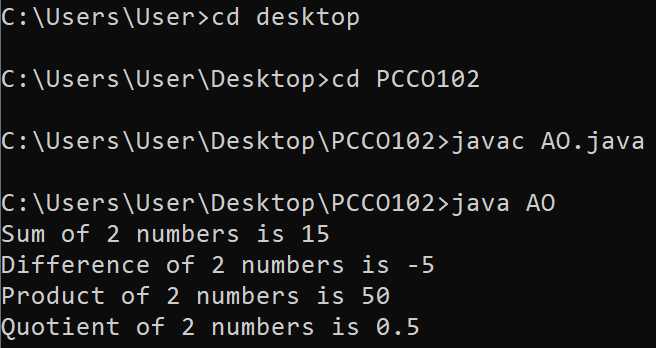 C:\Users\User>cd desktop
C:\Users\User\Desktop>cd PCCO102
C:\Users\User\Desktop\PCCO102>javac AO.java
C:\Users\User\Desktop\PCCO102>java AO
Sum of 2 numbers is 15
Difference of 2 numbers is -5
Product of 2 numbers is 50
Quotient of 2 numbers is 0.5